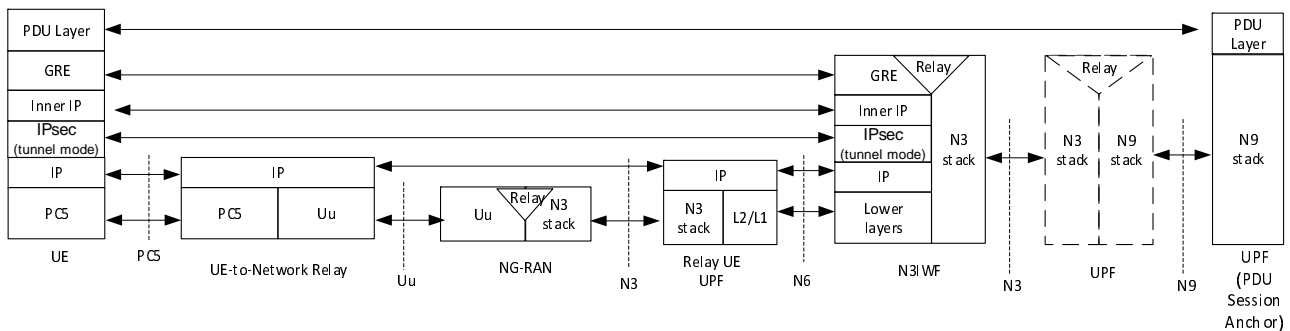 PDU Layer
GRE
Inner IP
IPsec
(tunnel mode)
IP
PC5
UE
PC5
IP
PC5
Uu
UE-to-Network Relay
Uu
Uu
Relay
N3
stack
NG-RAN
N3
IP
N3
stack
L2/L1
Relay UE
UPF
N6
GRE
Relay
Inner IP
IPsec
(tunnel mode)
IP
Lower
layers
N3
stack
N3IWF
N3
Relay
N3
stack
N9
stack
UPF
N9
PDU
Layer
N9
stack
UPF
(PDU
Session
Anchor)